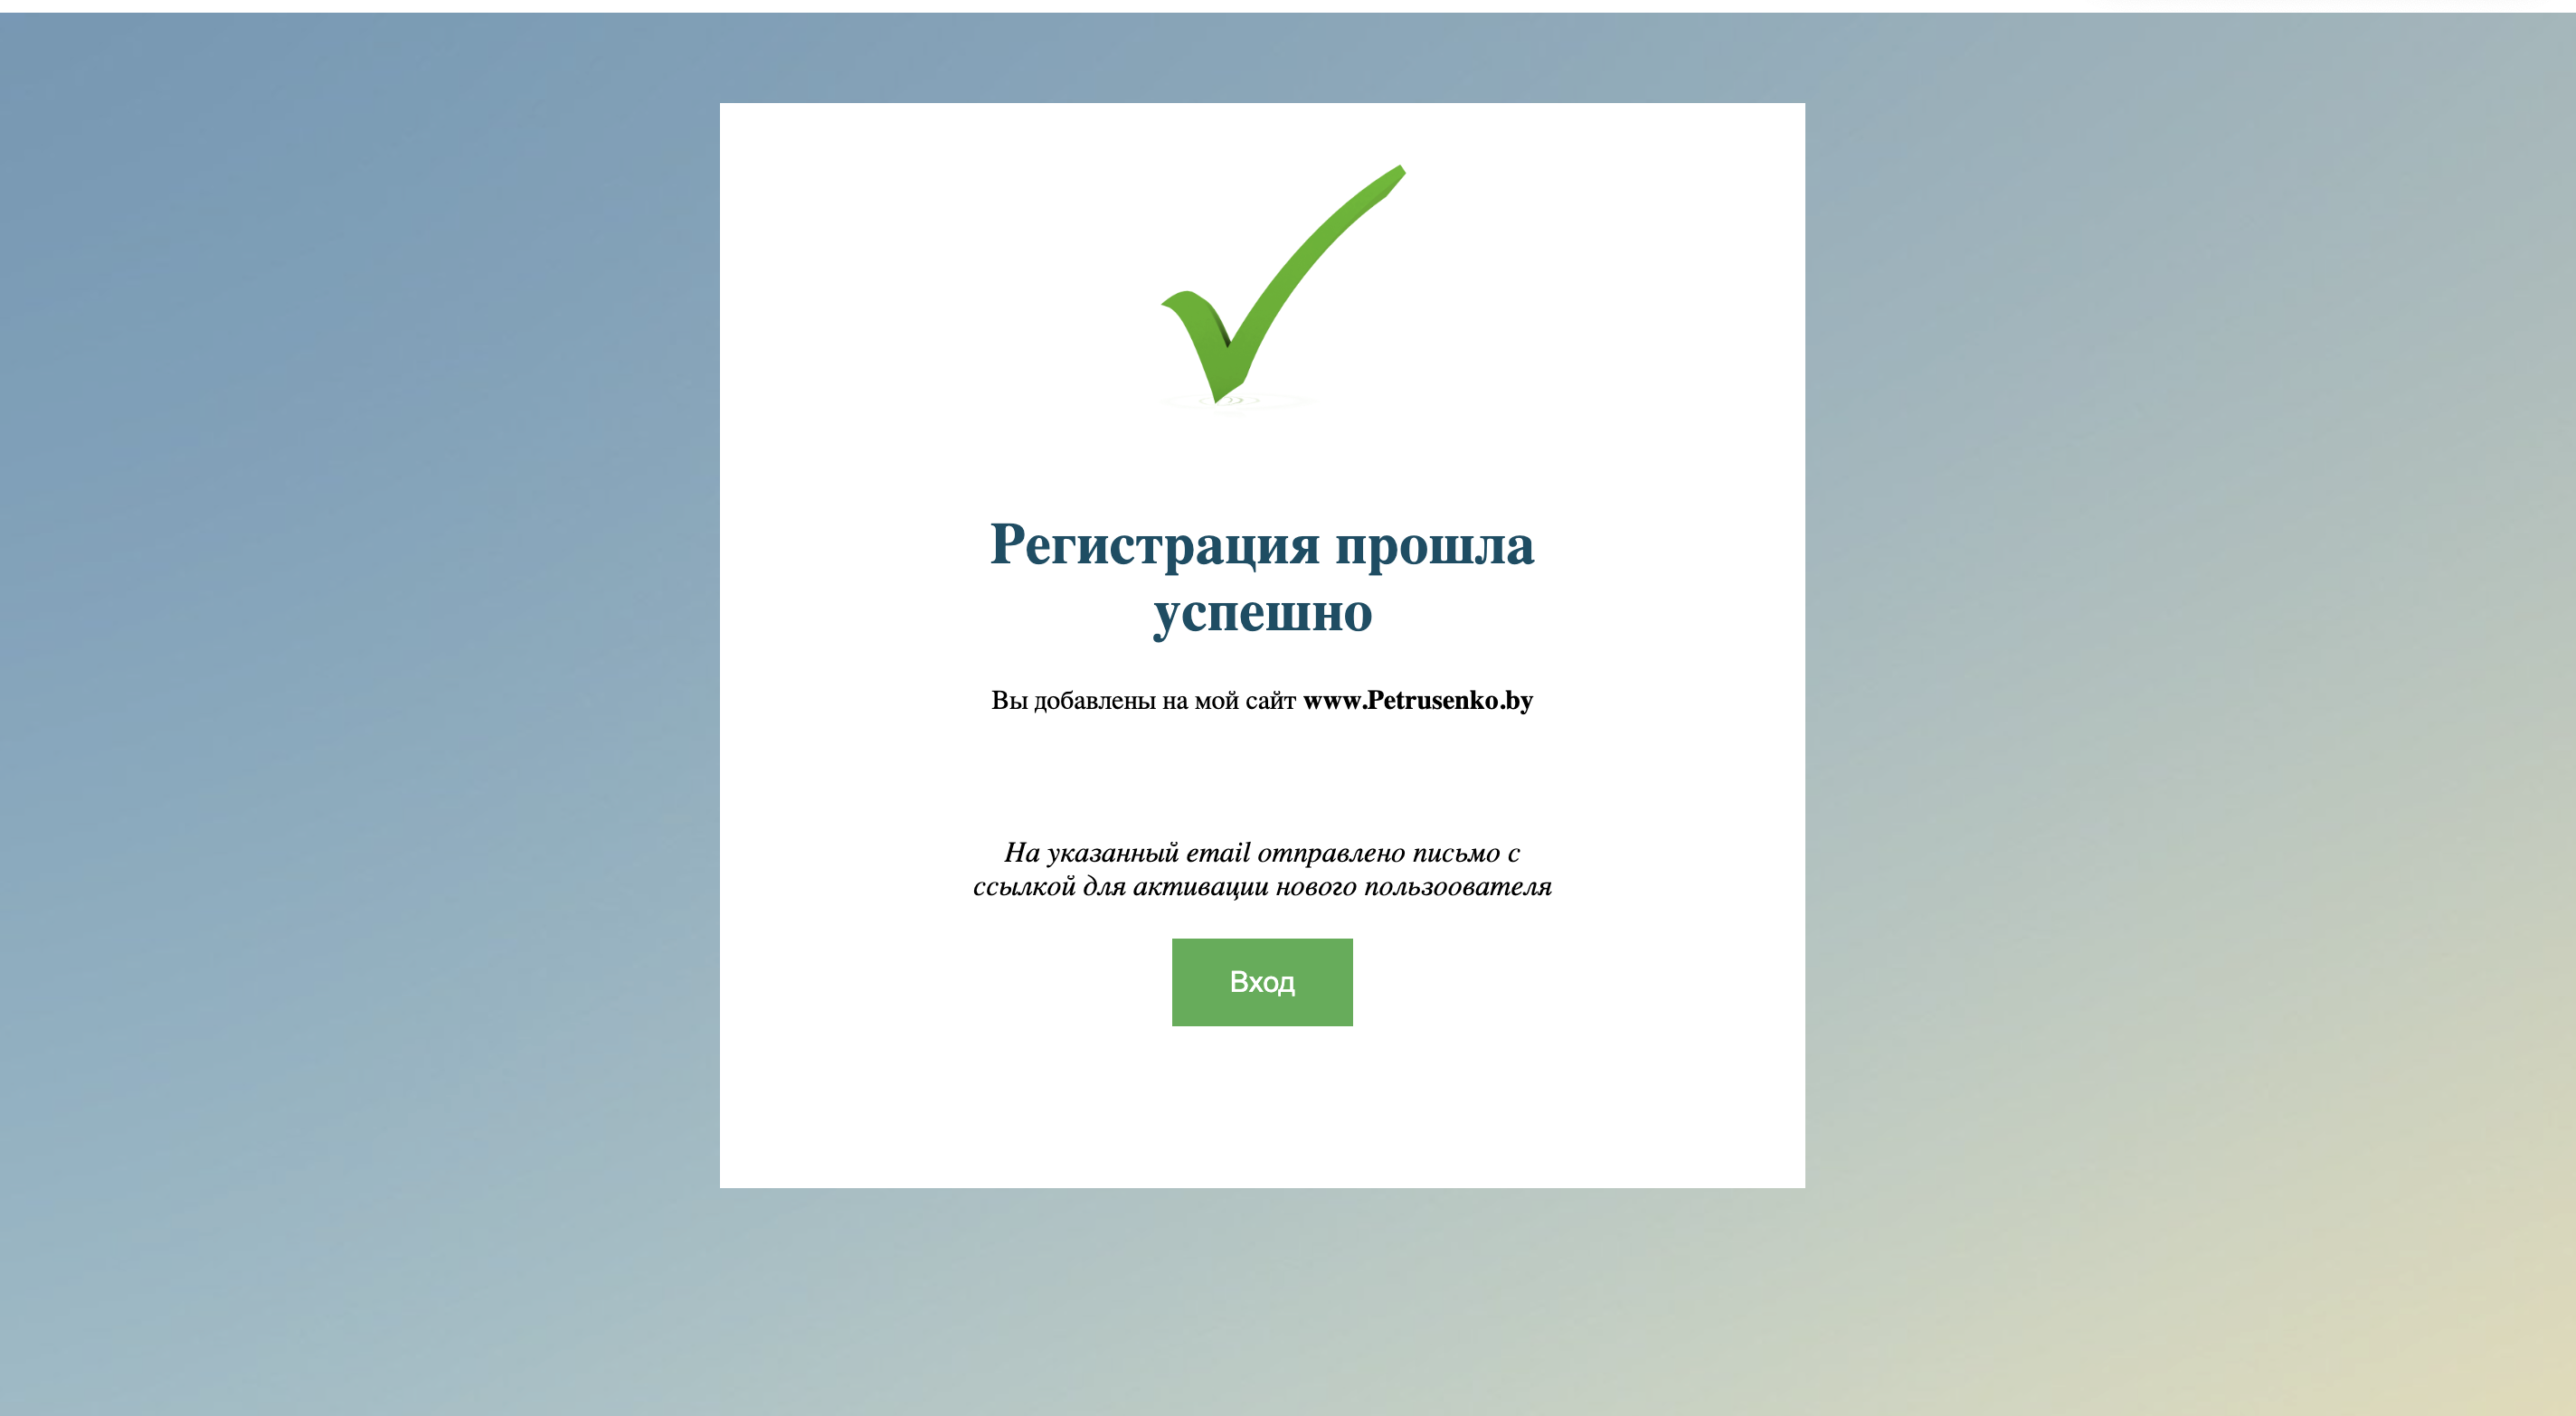 Регистрация прошла
успешно
Вы добавлены на мой сайт www.Petrusenko.by
На указанный email отправлено письмо с
ссылкой для активации нового пользоователя
Вход